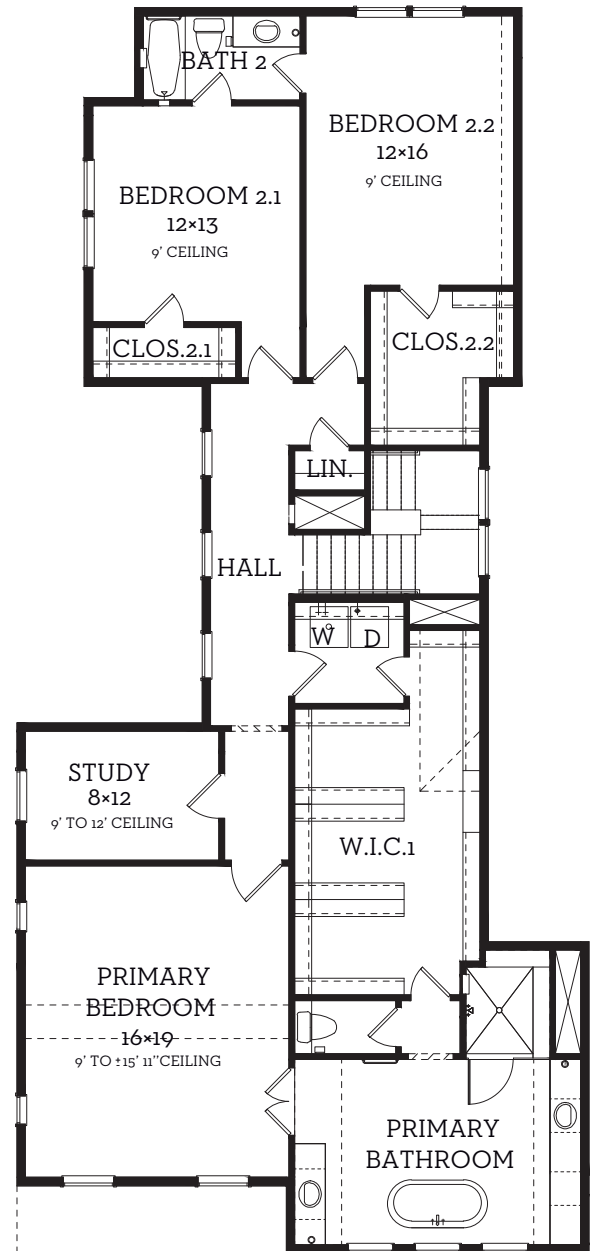 BATH 2
BEDROOM 2.2
12×16
9' CEILING
BEDROOM 2.1
12×13
9' CEILING
CLOS.2.1
CLOS.2.2
LIN.
HALL
W
D
STUDY
8×12
9' TO 12' CEILING
W.I.C.1
PRIMARY
BEDROOM
16×19
9' TO ±15' 11"CEILING
PRIMARY
BATHROOM